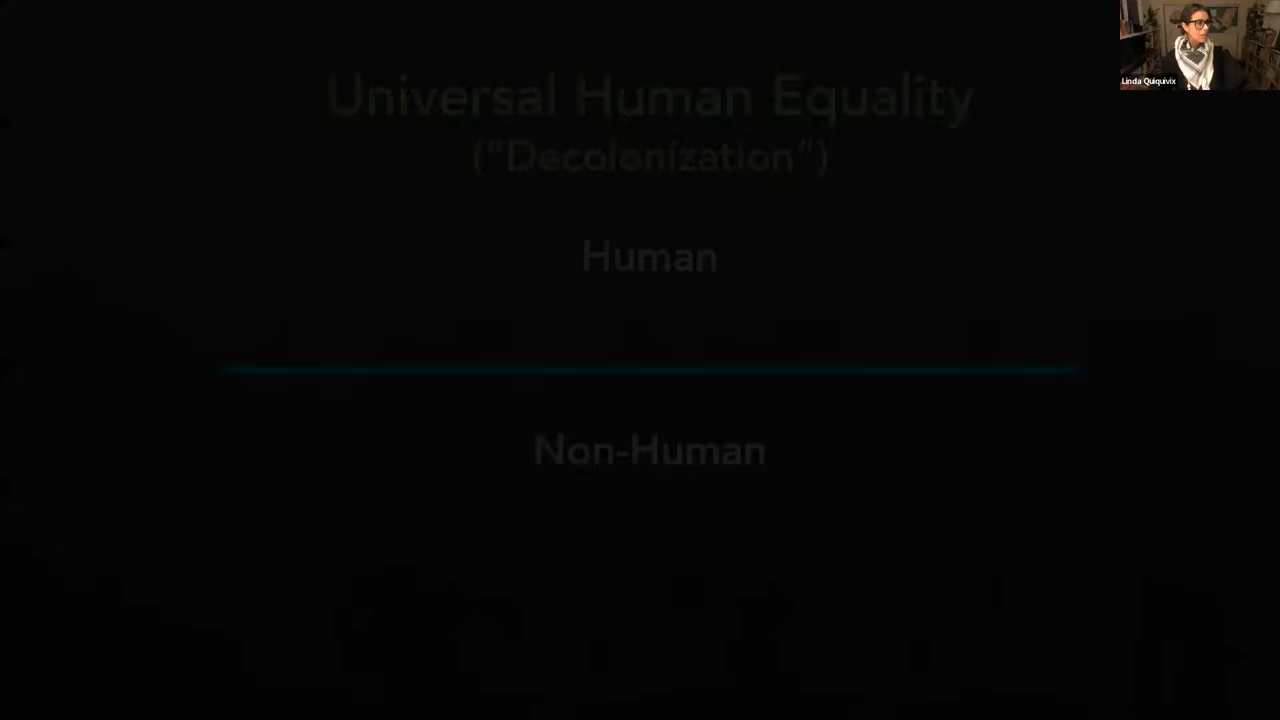 Linda Quiquivix
Universal Human Equality
("Decolonization")
Human
Non-Human